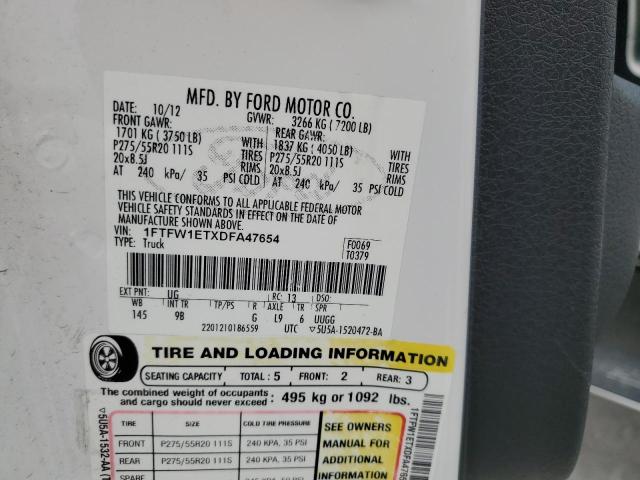 MFD. BY FORD MOTOR CO.
DATE: 10/12 GVWR: 3266 KG ( 7200 LB)
FRONT GAWR: REAR GAWR:
1701 KG ( 3750 LB) WITH 1837 KG ( 4050 LB) WITH
P275/55R20 111S TIRES P275/55R20 111S TIRES
20x8.5J RIMS 20x8.5J RIMS
AT 240 kPa/ 35 PSI COLD AT 240 kPa/ 35 PSI COLD
THIS VEHICLE CONFORMS TO ALL APPLICABLE FEDERAL MOTOR
VEHICLE SAFETY STANDARDS IN EFFECT ON THE DATE OF
MANUFACTURE SHOWN ABOVE.
VIN: 1FTFW1ETXDFA47654
TYPE: Truck
F0069
T0379
EXT PNT: UG RC: 13 DSO:
WB INT TR TP/PS R AXLE TR SPR
145 9B G L9 6 UUGG
2201210186559 UTC ▽5U5A-1520472-BA
TIRE AND LOADING INFORMATION
SEATING CAPACITY TOTAL : 5 FRONT: 2 REAR: 3
The combined weight of occupants
and cargo should never exceed : 495 kg or 1092 lbs.
TIRE SIZE COLD TIRE PRESSURE
FRONT P275/55R20 111S 240 KPA, 35 PSI
REAR P275/55R20 111S 240 KPA, 35 PSI
SPARE
SEE OWNERS
MANUAL FOR
ADDITIONAL
INFORMATION
▽5U5A-1532-AA